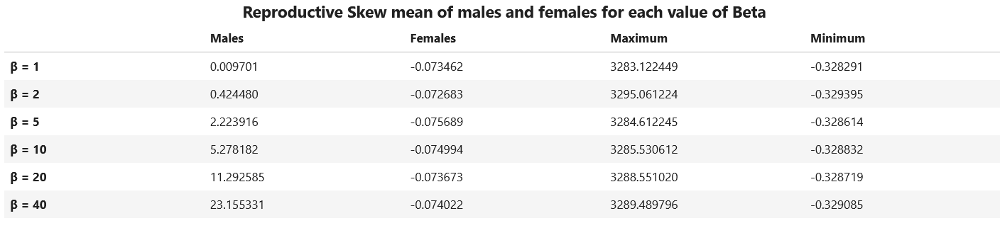 Reproductive Skew mean of males and females for each value of Beta
Males Females Maximum Minimum
β = 1 0.009701 -0.073462 3283.122449 -0.328291
β = 2 0.424480 -0.072683 3295.061224 -0.329395
β = 5 2.223916 -0.075689 3284.612245 -0.328614
β = 10 5.278182 -0.074994 3285.530612 -0.328832
β = 20 11.292585 -0.073673 3288.551020 -0.328719
β = 40 23.155331 -0.074022 3289.489796 -0.329085